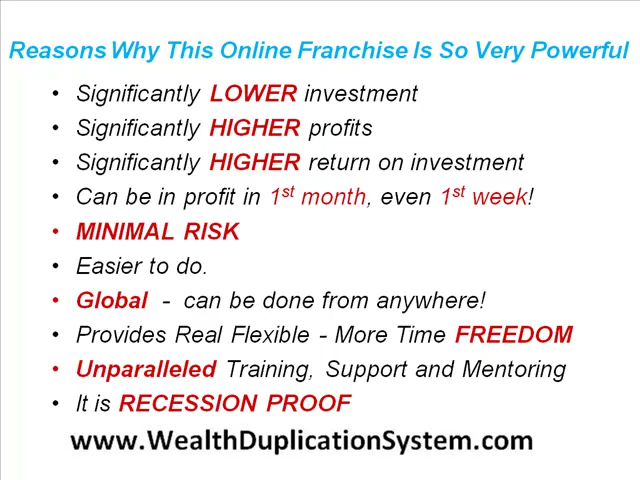 Reasons Why This Online Franchise Is So Very Powerful
• Significantly LOWER investment
• Significantly HIGHER profits
• Significantly HIGHER return on investment
• Can be in profit in 1st month, even 1st week!
• MINIMAL RISK
• Easier to do.
• Global - can be done from anywhere!
• Provides Real Flexible - More Time FREEDOM
• Unparalleled Training, Support and Mentoring
• It is RECESSION PROOF
www.WealthDuplicationSystem.com